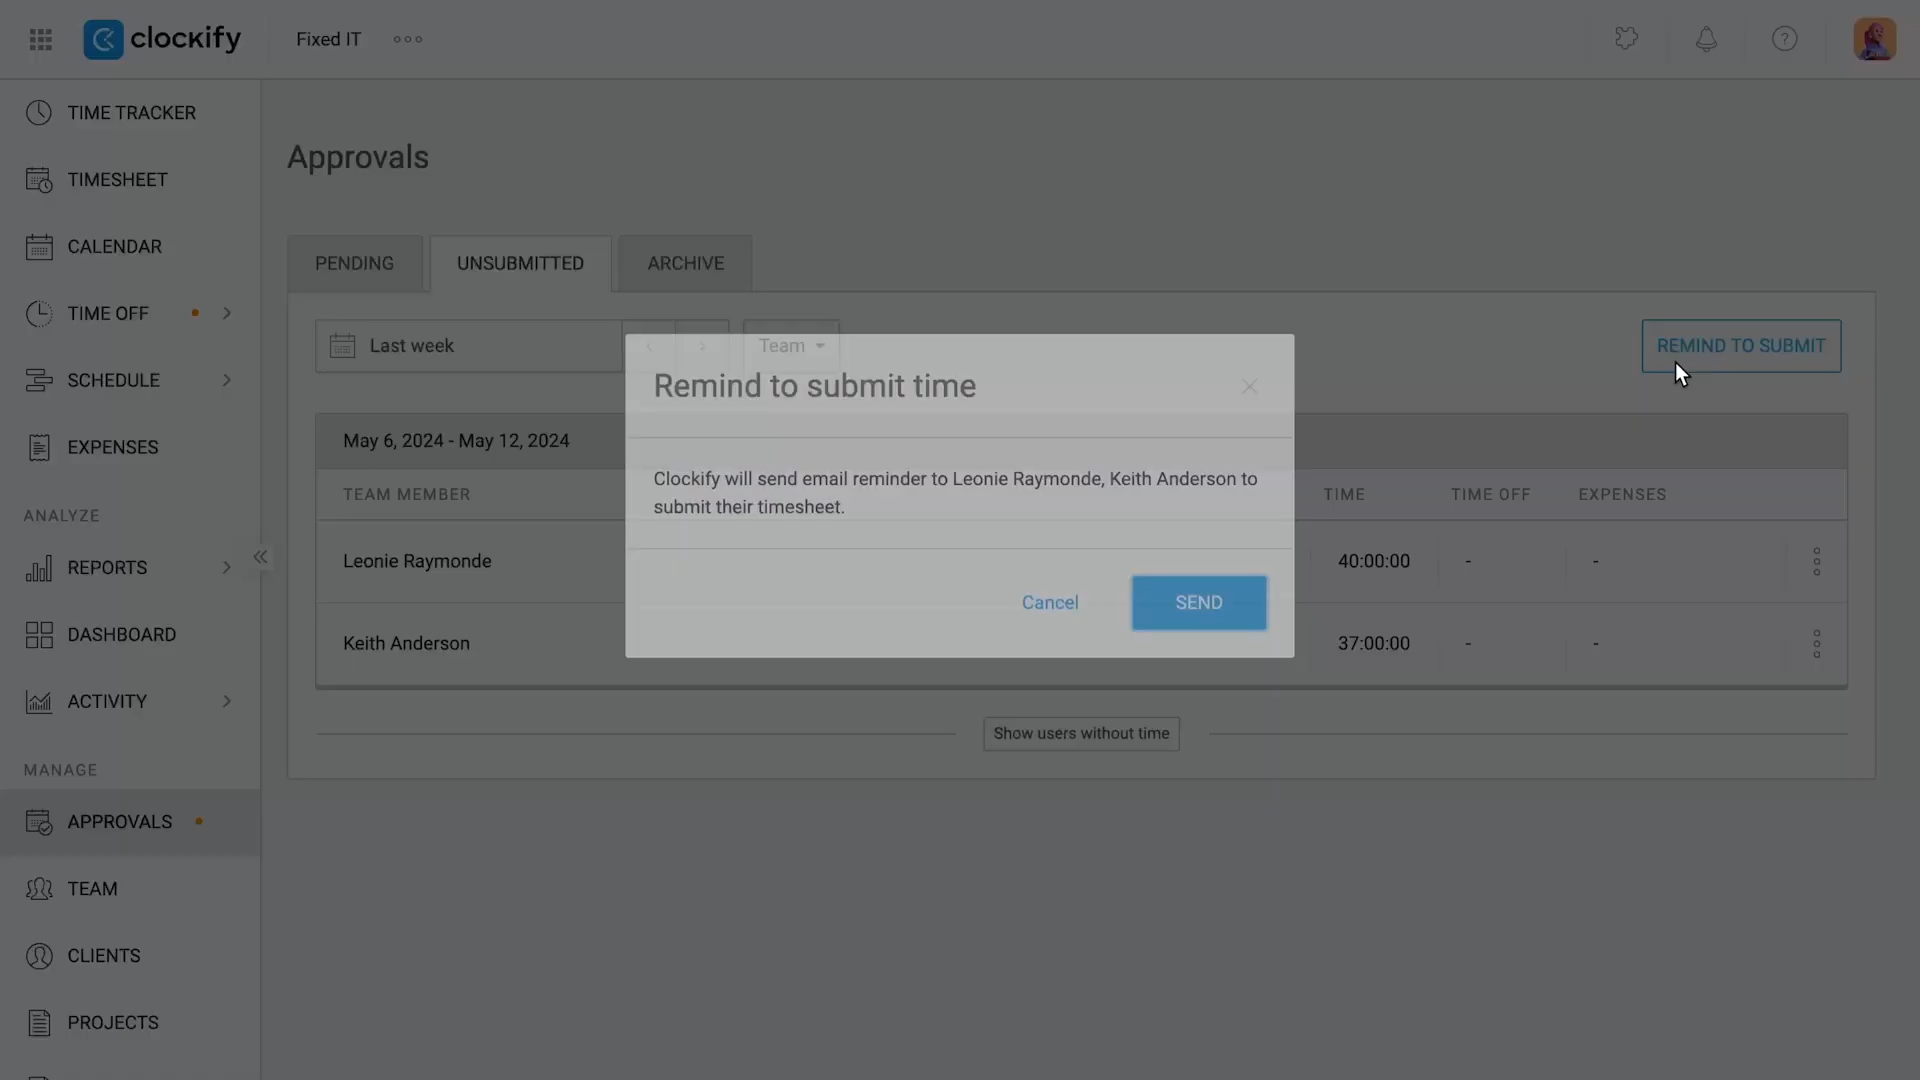 clockify
Fixed IT
TIME TRACKER
TIMESHEET
CALENDAR
TIME OFF
SCHEDULE
EXPENSES
ANALYZE
REPORTS
DASHBOARD
ACTIVITY
MANAGE
APPROVALS
TEAM
CLIENTS
PROJECTS
Approvals
PENDING UNSUBMITTED ARCHIVE
Last week Team REMIND TO SUBMIT
May 6, 2024 - May 12, 2024
TEAM MEMBER TIME TIME OFF EXPENSES
Leonie Raymonde 40:00:00 - -
Keith Anderson 37:00:00 - -
Show users without time
Remind to submit time
Clockify will send email reminder to Leonie Raymonde, Keith Anderson to
submit their timesheet.
Cancel SEND